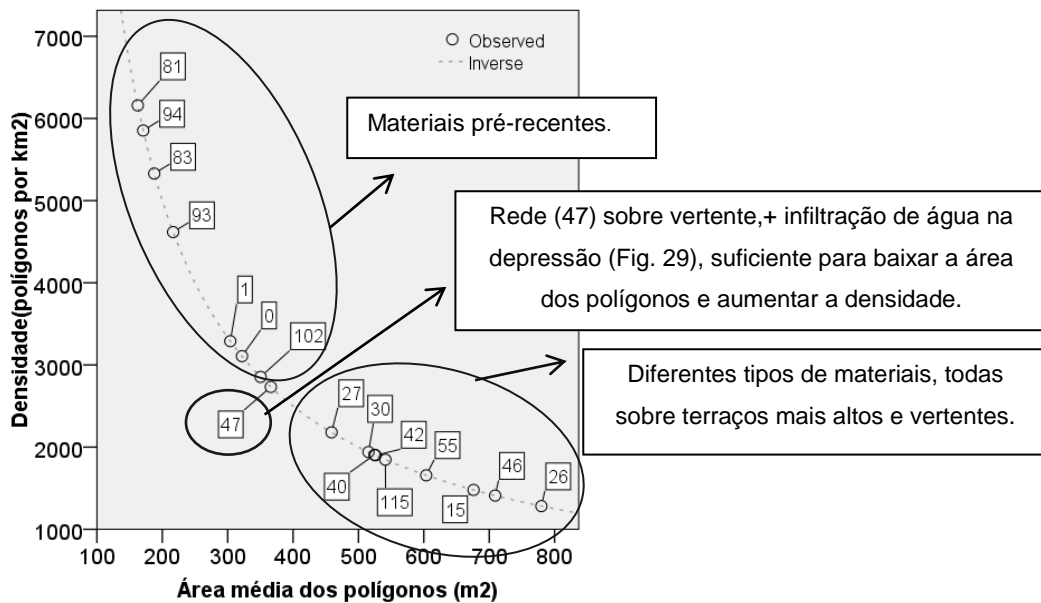 7000
6000
5000
4000
3000
2000
1000
Densidade(polígonos por km2)
Observed
Inverse
81
94
83
93
1
0
102
47
27
30
42
55
40
115
15
46
26
Materiais pré-recentes.
Rede (47) sobre vertente,+ infiltração de água na
depressão (Fig. 29), suficiente para baixar a área
dos polígonos e aumentar a densidade.
Diferentes tipos de materiais, todas
sobre terraços mais altos e vertentes.
100 200 300 400 500 600 700 800
Área média dos polígonos (m2)